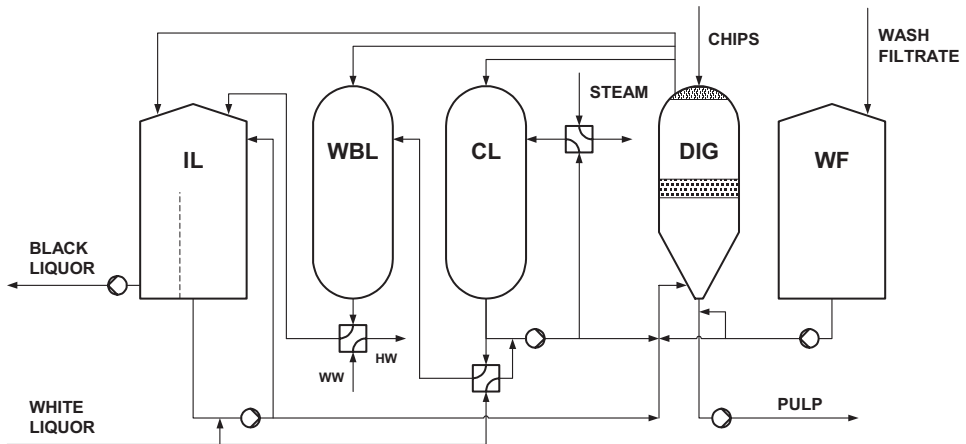 CHIPS
WASH
FILTRATE
STEAM
IL
WBL
CL
DIG
WF
BLACK
LIQUOR
HW
WW
WHITE
LIQUOR
PULP